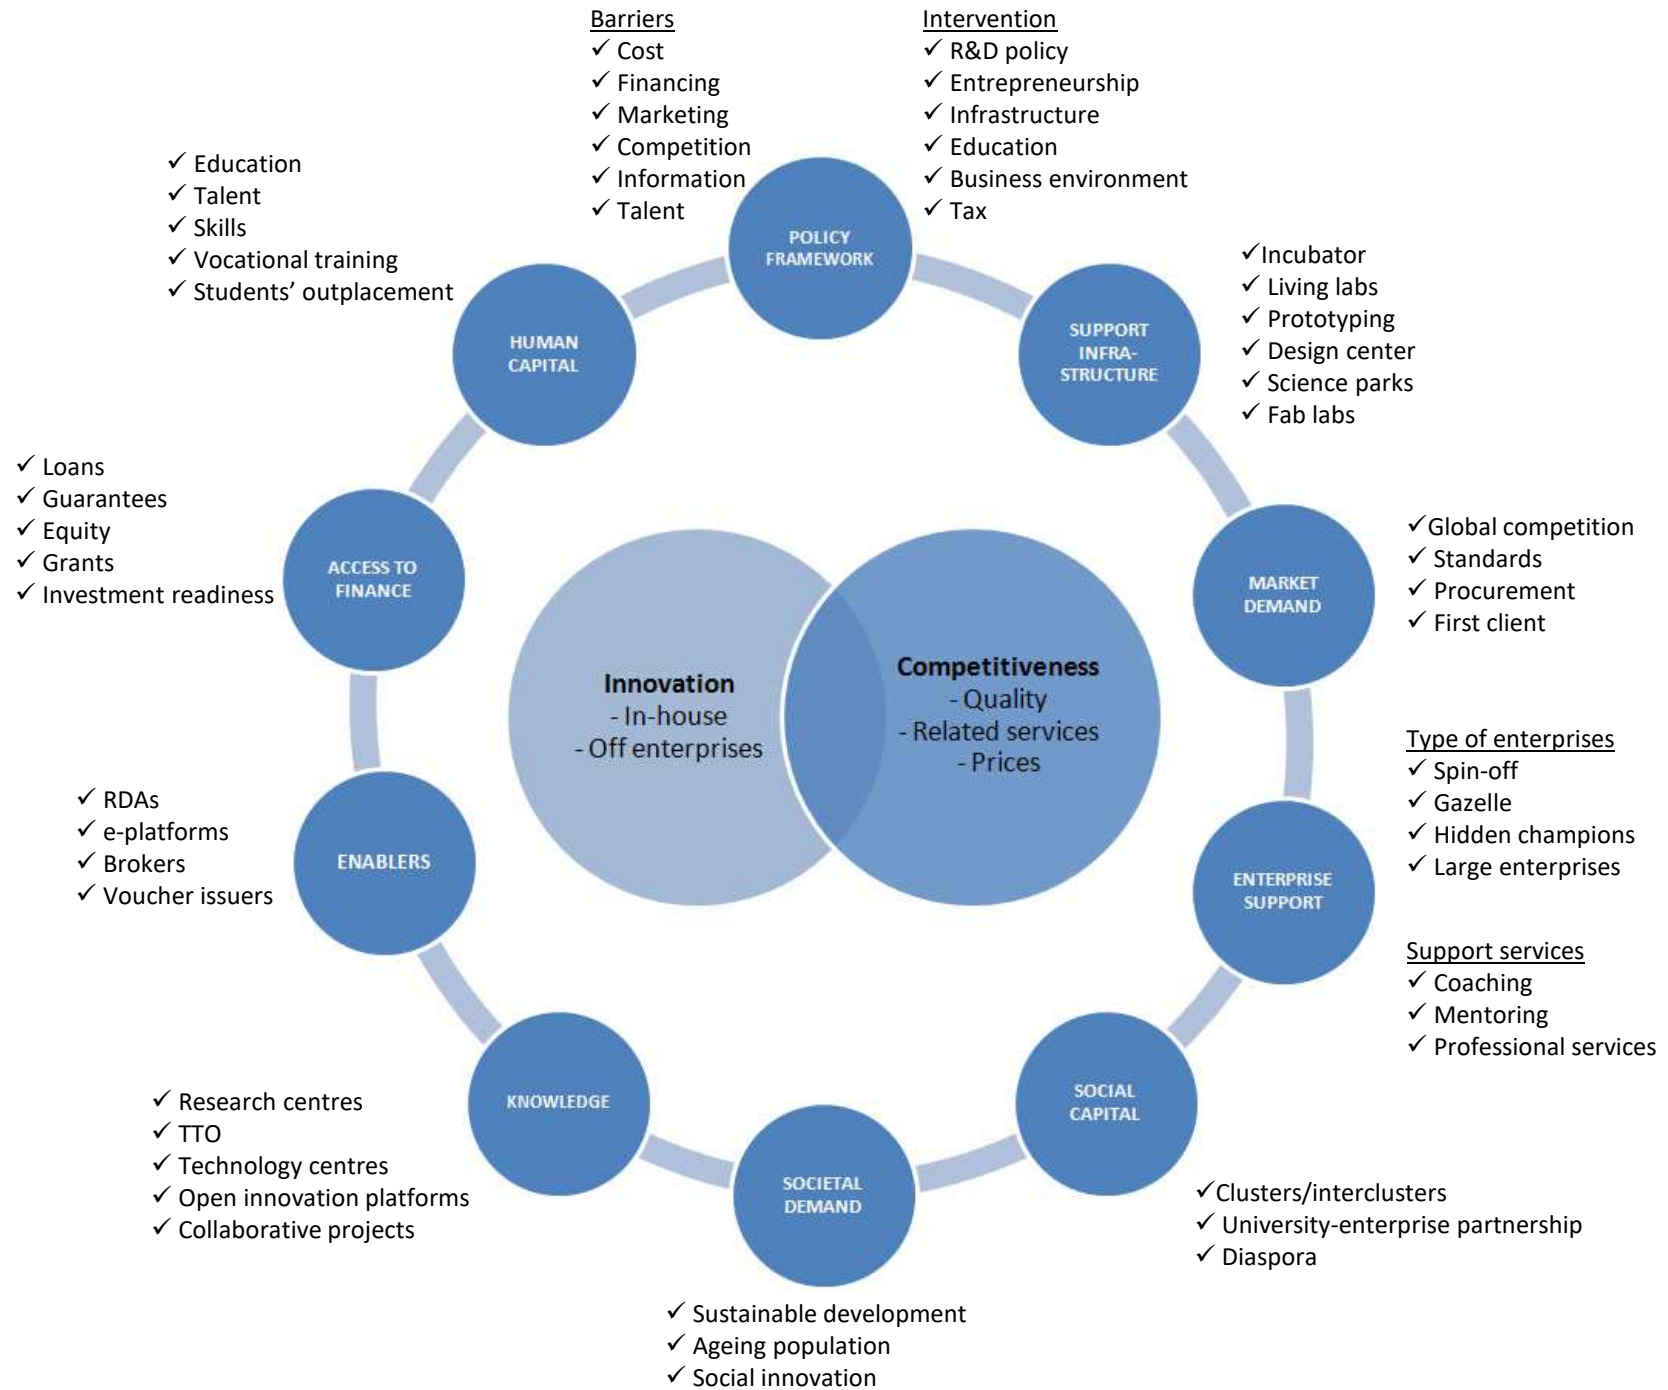 Barriers
✓ Cost
✓ Financing
✓ Marketing
✓ Competition
✓ Information
✓ Talent
Intervention
✓ R&D policy
✓ Entrepreneurship
✓ Infrastructure
✓ Education
✓ Business environment
✓ Tax
POLICY
FRAMEWORK
✓ Education
✓ Talent
✓ Skills
✓ Vocational training
✓ Students’ outplacement
HUMAN
CAPITAL
SUPPORT
INFRA-
STRUCTURE
✓Incubator
✓ Living labs
✓ Prototyping
✓ Design center
✓ Science parks
✓ Fab labs
✓ Loans
✓ Guarantees
✓ Equity
✓ Grants
✓ Investment readiness
ACCESS TO
FINANCE
MARKET
DEMAND
✓Global competition
✓ Standards
✓ Procurement
✓ First client
Innovation
- In-house
- Off enterprises
Competitiveness
- Quality
- Related services
- Prices
✓ RDAs
✓ e-platforms
✓ Brokers
✓ Voucher issuers
ENABLERS
ENTERPRISE
SUPPORT
Type of enterprises
✓ Spin-off
✓ Gazelle
✓ Hidden champions
✓ Large enterprises
Support services
✓ Coaching
✓ Mentoring
✓ Professional services
✓ Research centres
✓ TTO
✓ Technology centres
✓ Open innovation platforms
✓ Collaborative projects
KNOWLEDGE
SOCIETAL
DEMAND
SOCIAL
CAPITAL
✓Clusters/interclusters
✓ University-enterprise partnership
✓ Diaspora
✓ Sustainable development
✓ Ageing population
✓ Social innovation